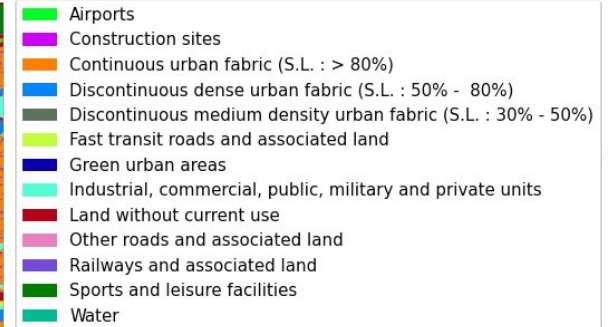 Airports
Construction sites
Continuous urban fabric (S.L. : > 80%)
Discontinuous dense urban fabric (S.L. : 50% -  80%)
Discontinuous medium density urban fabric (S.L. : 30% - 50%)
Fast transit roads and associated land
Green urban areas
Industrial, commercial, public, military and private units
Land without current use
Other roads and associated land
Railways and associated land
Sports and leisure facilities
Water